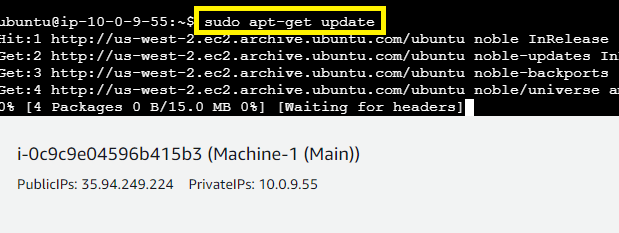 ubuntu@ip-10-0-9-55:~$ sudo apt-get update
Hit:1 http://us-west-2.ec2.archive.ubuntu.com/ubuntu noble InRelease
Get:2 http://us-west-2.ec2.archive.ubuntu.com/ubuntu noble-updates In
Get:3 http://us-west-2.ec2.archive.ubuntu.com/ubuntu noble-backports
Get:4 http://us-west-2.ec2.archive.ubuntu.com/ubuntu noble/universe a
0% [4 Packages 0 B/15.0 MB 0%] [Waiting for headers]
i-0c9c9e04596b415b3 (Machine-1 (Main))
PublicIPs: 35.94.249.224 PrivateIPs: 10.0.9.55